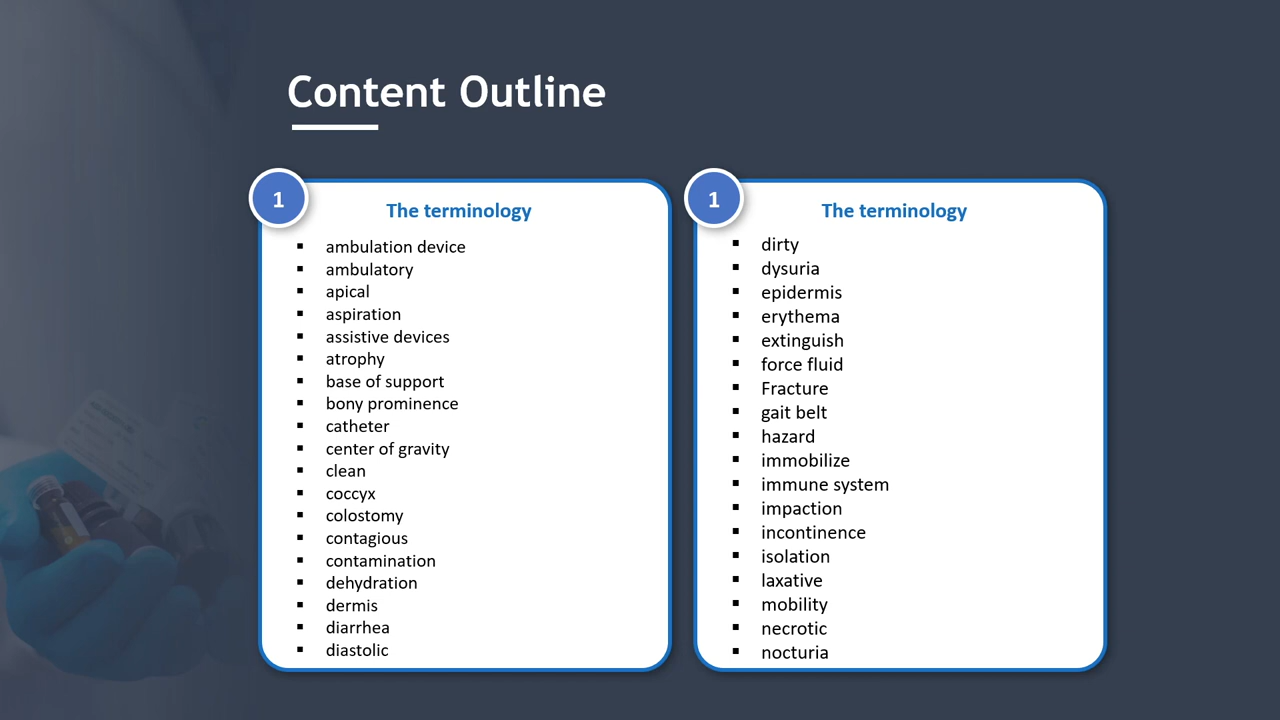 Content Outline
1
The terminology
▪ ambulation device
▪ ambulatory
▪ apical
▪ aspiration
▪ assistive devices
▪ atrophy
▪ base of support
▪ bony prominence
▪ catheter
▪ center of gravity
▪ clean
▪ coccyx
▪ colostomy
▪ contagious
▪ contamination
▪ dehydration
▪ dermis
▪ diarrhea
▪ diastolic
1
The terminology
▪ dirty
▪ dysuria
▪ epidermis
▪ erythema
▪ extinguish
▪ force fluid
▪ Fracture
▪ gait belt
▪ hazard
▪ immobilize
▪ immune system
▪ impaction
▪ incontinence
▪ isolation
▪ laxative
▪ mobility
▪ necrotic
▪ nocturia